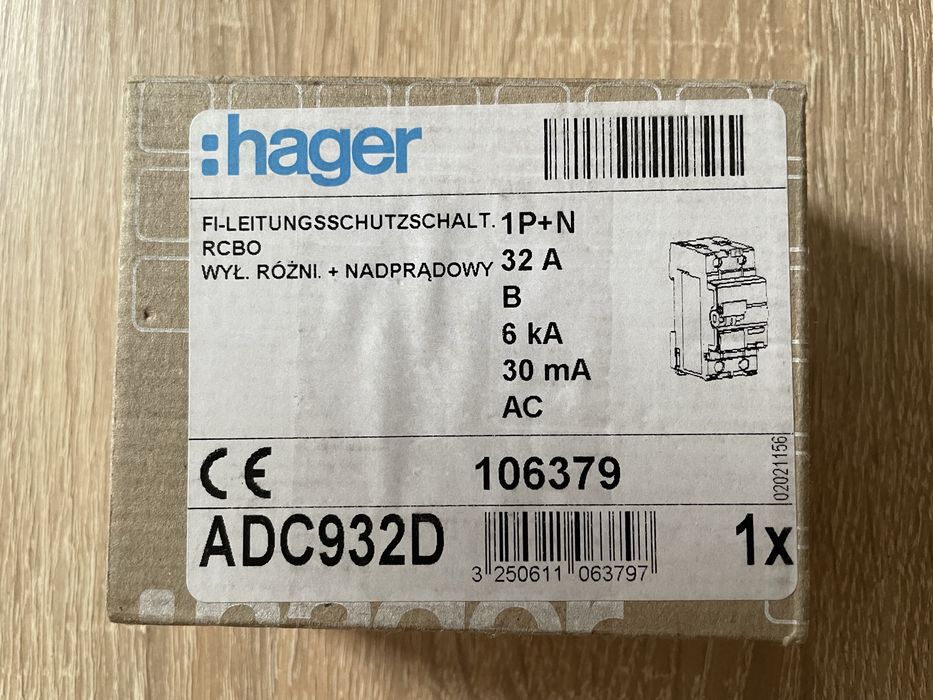 :hager
FI-LEITUNGSSCHUTZSCHALT. 1P+N
RCBO
WYŁ. RÓŻNI. + NADPRĄDOWY 32 A
B
6 kA
30 mA
AC
CE 106379
02021156
ADC932D 1x
3 250611 063797
:hager